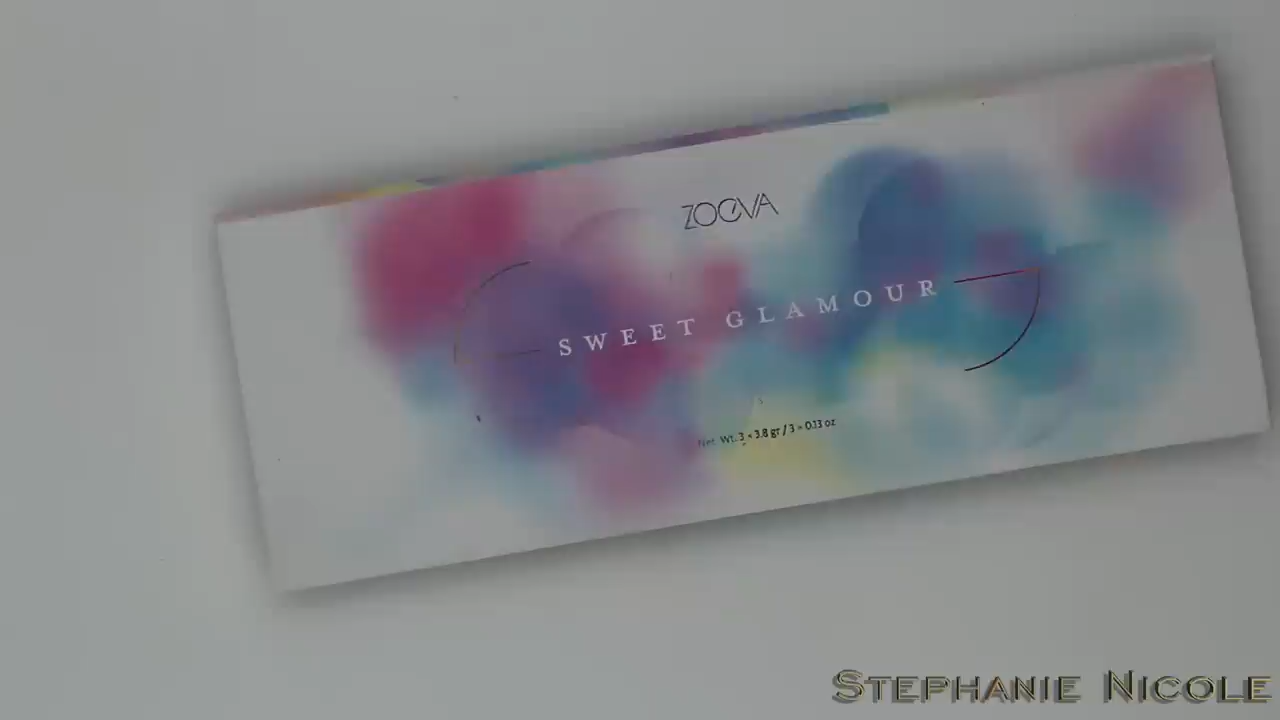 ZOEVA
SWEET GLAMOUR
Net. Wt. 3 × 3.8 gr / 3 × 0.13 oz
STEPHANIE NICOLE